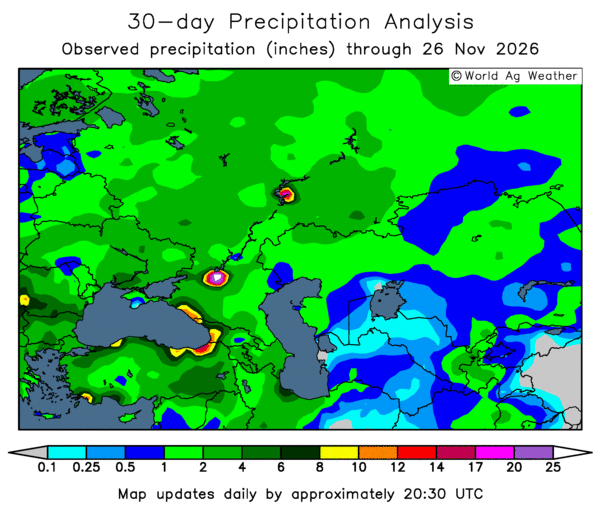 30-day Precipitation Analysis
Observed precipitation (inches) through 26 Nov 2026
© World Ag Weather
0.1 0.25 0.5 1 2 4 6 8 10 12 14 17 20 25
Map updates daily by approximately 20:30 UTC